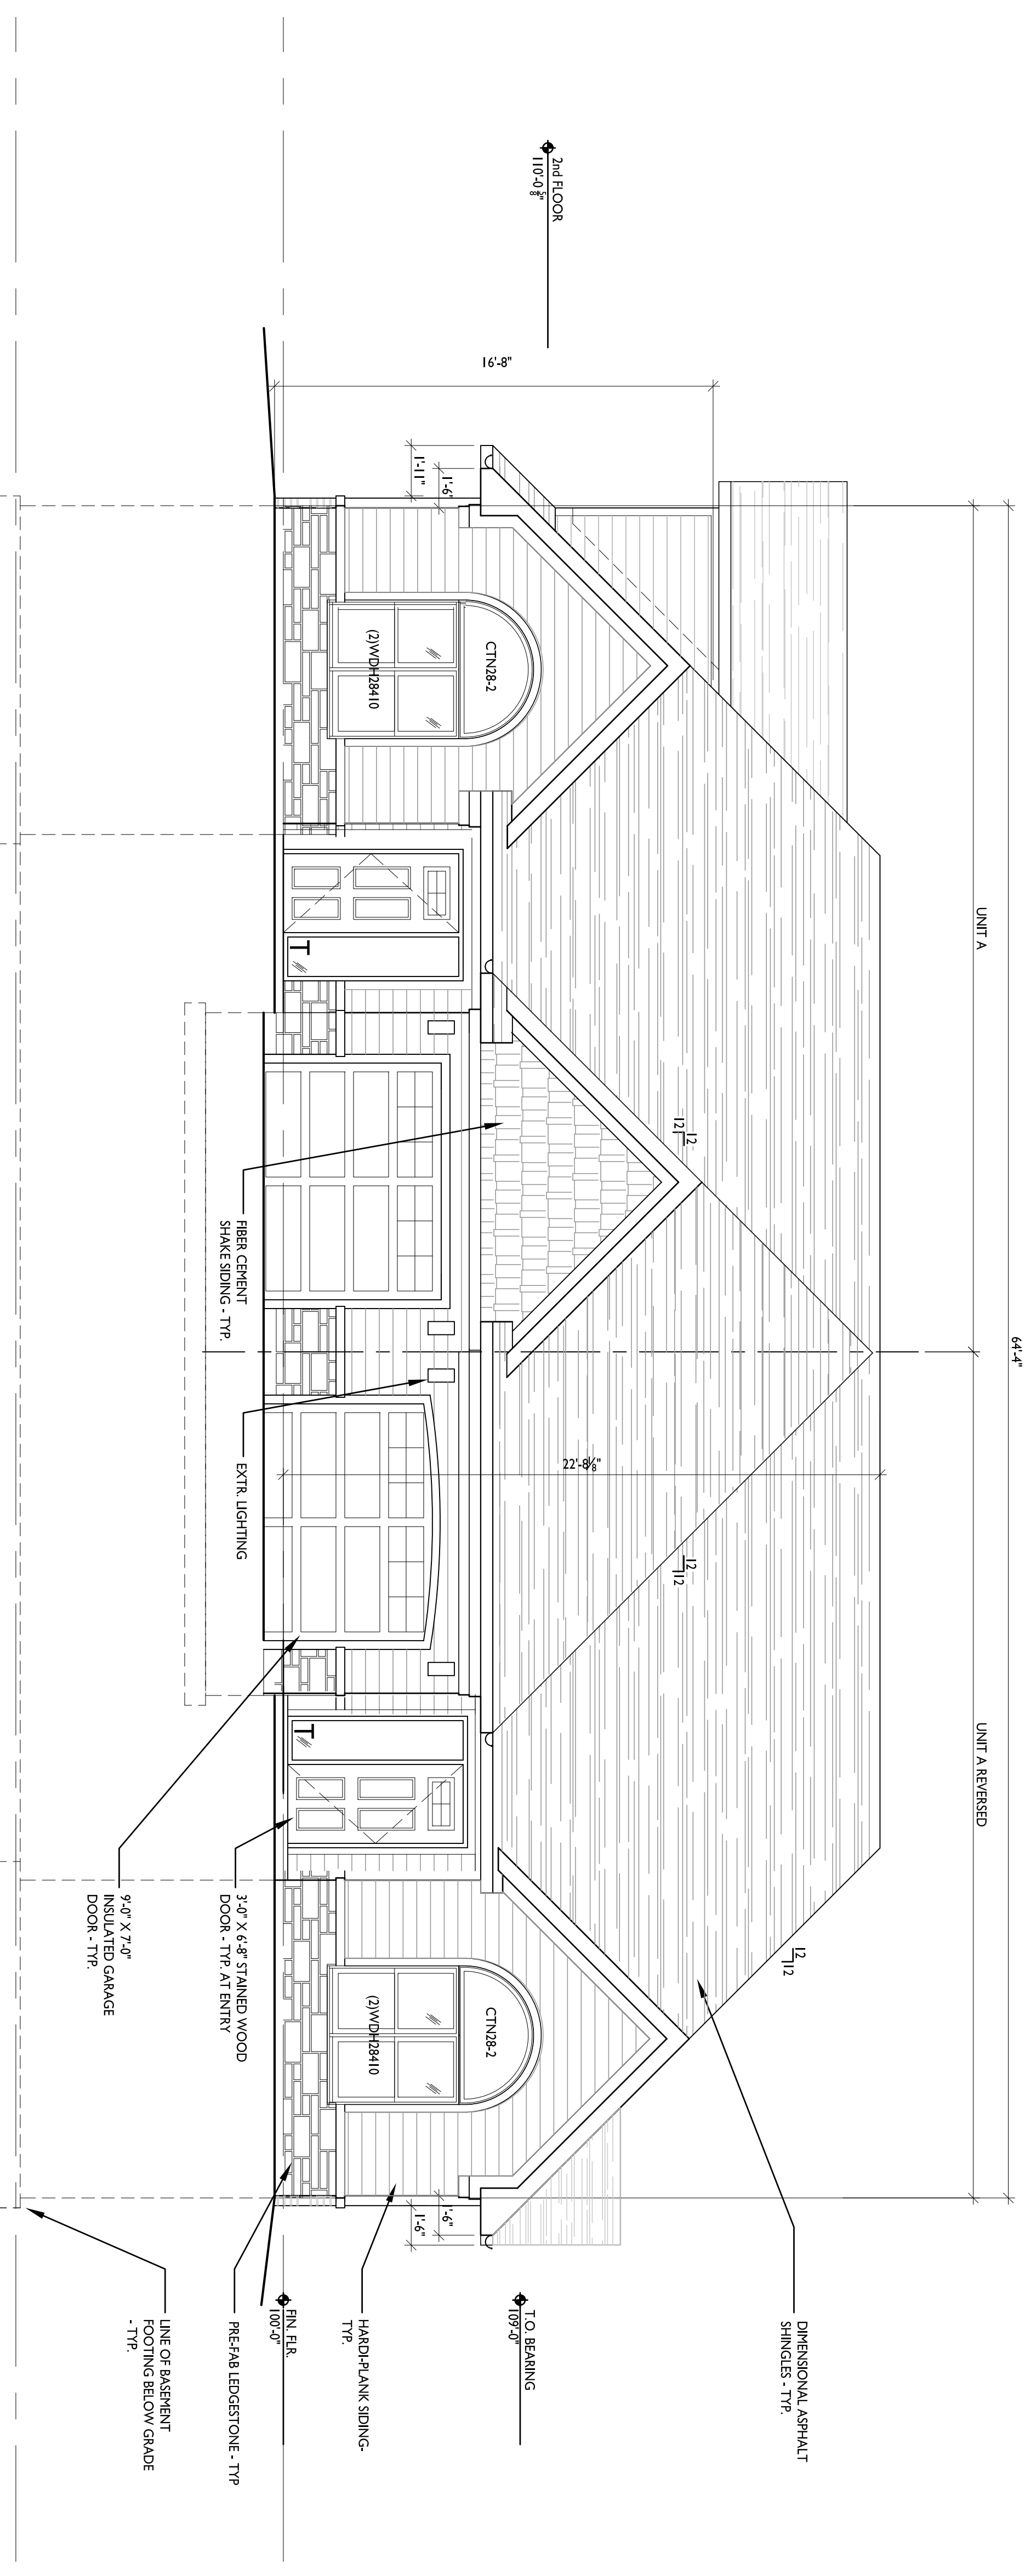 64'-4"
UNIT A
UNIT A REVERSED
2nd FLOOR
110'-0 5/8"
16'-8"
1'-11"
1'-6"
CTN28-2
(2)WDH28410
T
12
12
22'-8 1/8"
12
12
12
12
FIBER CEMENT
SHAKE SIDING - TYP.
EXTR. LIGHTING
T
CTN28-2
(2)WDH28410
1'-6"
1'-6"
9'-0" X 7'-0"
INSULATED GARAGE
DOOR - TYP.
3'-0" X 6'-8" STAINED WOOD
DOOR - TYP. AT ENTRY
DIMENSIONAL ASPHALT
SHINGLES - TYP.
T.O. BEARING
109'-0"
HARDI-PLANK SIDING-
TYP.
FIN. FLR.
100'-0"
PRE-FAB LEDGESTONE - TYP
LINE OF BASEMENT
FOOTING BELOW GRADE
- TYP.